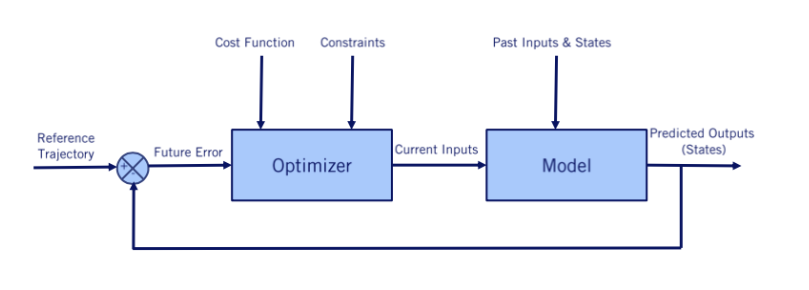 Cost Function
Constraints
Past Inputs & States
Reference
Trajectory
+
-
Future Error
Optimizer
Current Inputs
Model
Predicted Outputs
(States)